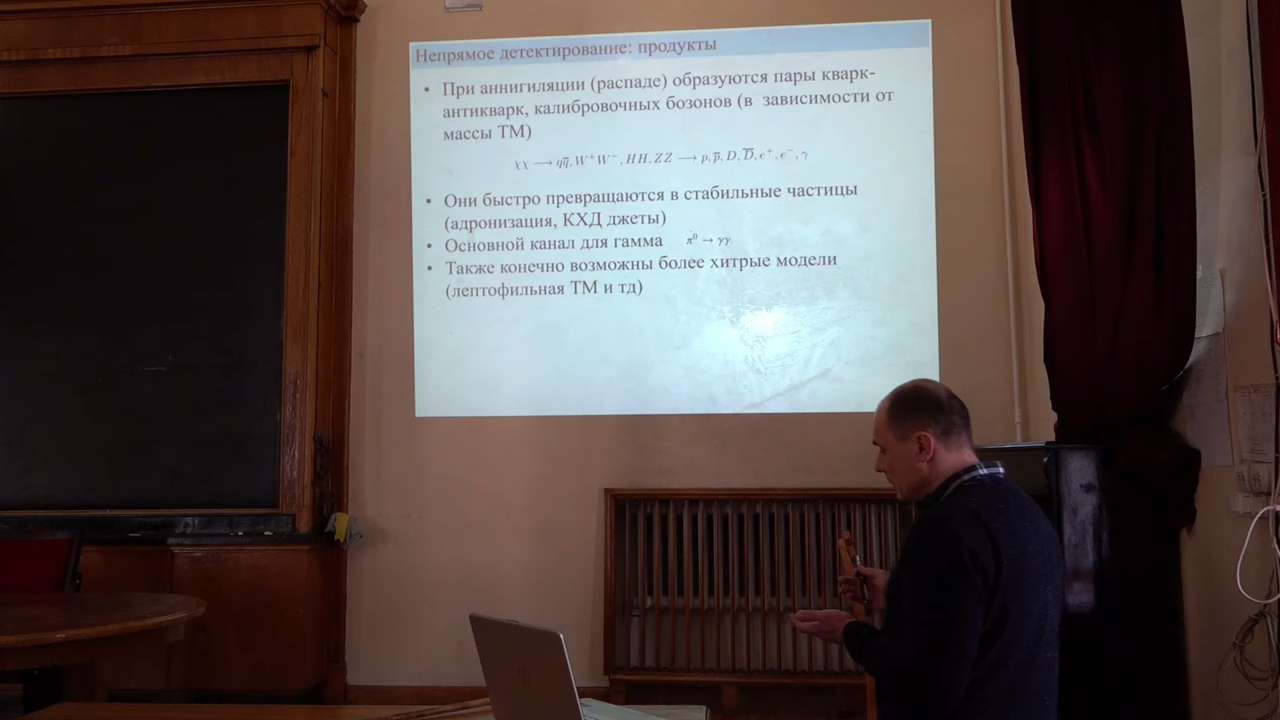 Непрямое детектирование: продукты
• При аннигиляции (распаде) образуются пары кварк-
антикварк, калибровочных бозонов (в зависимости от
массы ТМ)
χχ ⟶ qq̅, W⁺W⁻, HH, ZZ ⟶ p, p̅, D, D̅, e⁺, e⁻, γ
• Они быстро превращаются в стабильные частицы
(адронизация, КХД джеты)
• Основной канал для гамма π⁰ → γγ
• Также конечно возможны более хитрые модели
(лептофильная ТМ и тд)